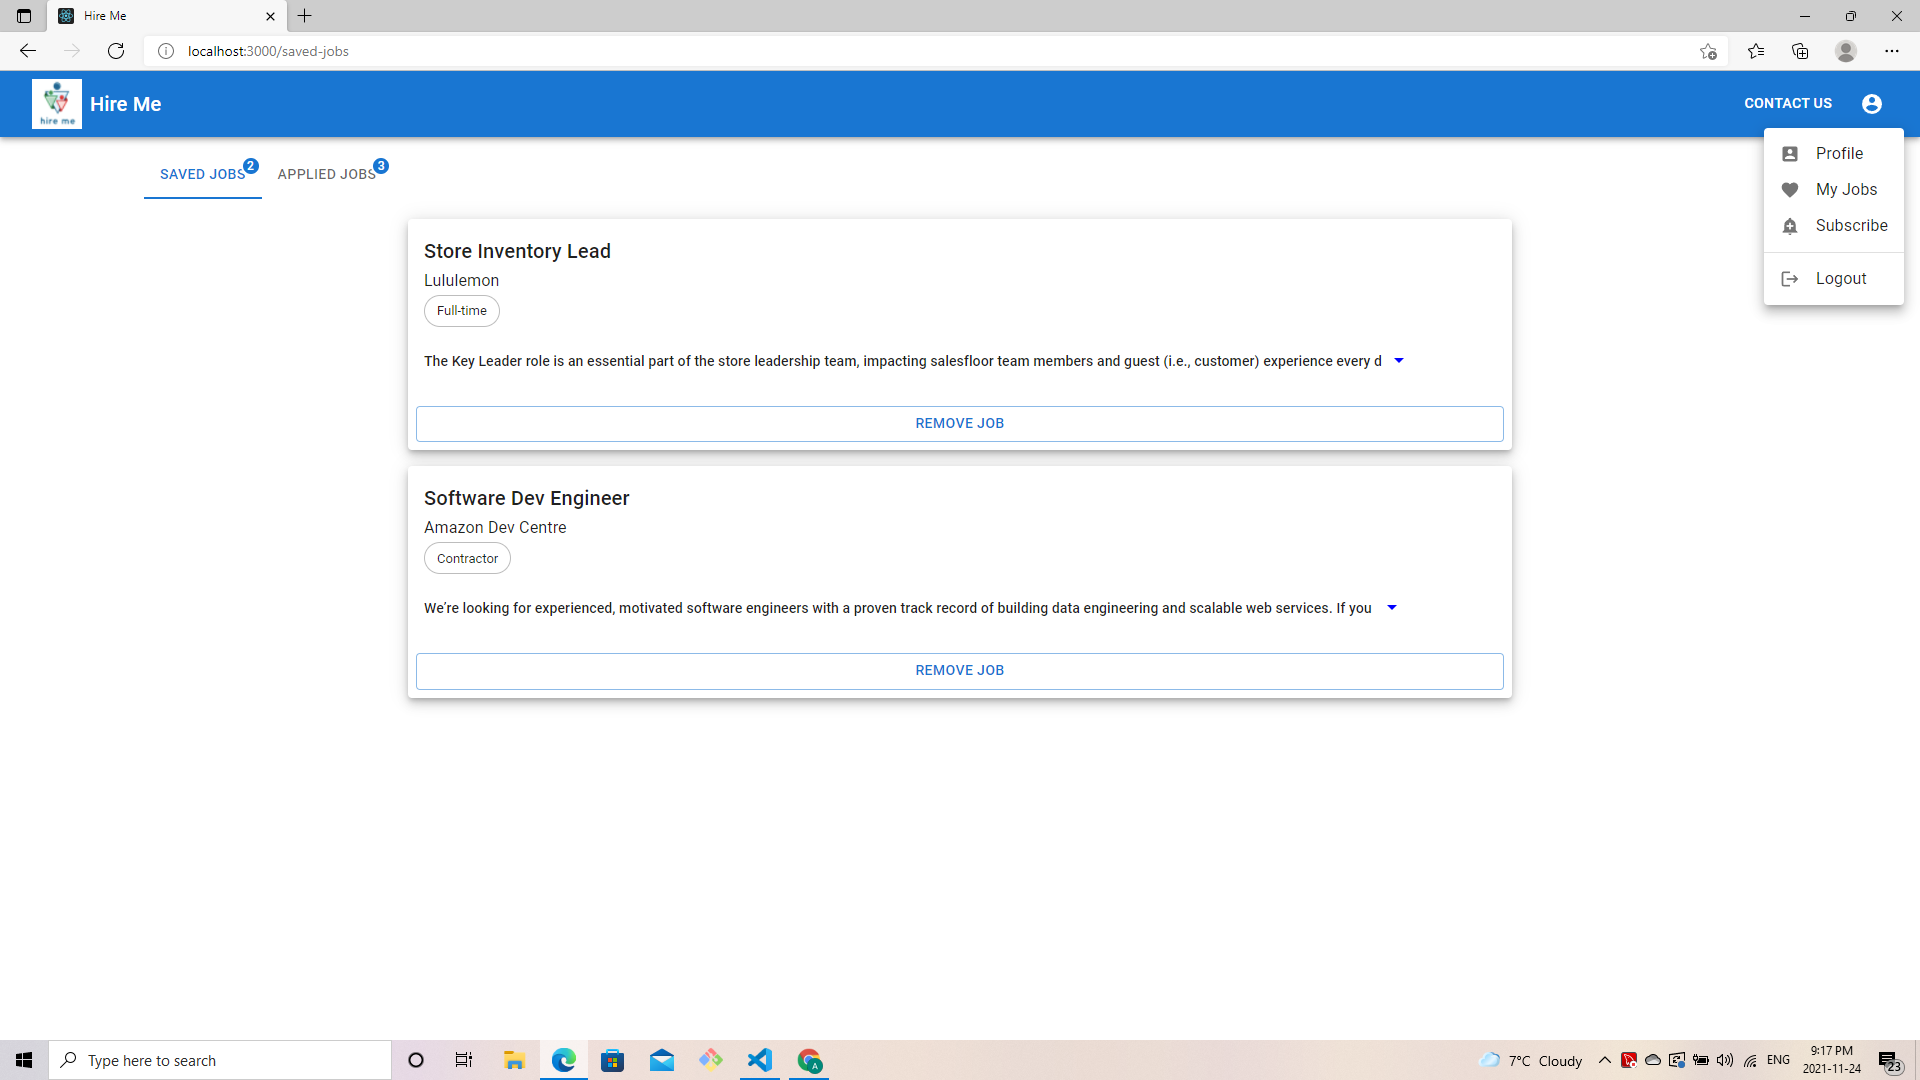 Hire Me
localhost:3000/saved-jobs
hire me
Hire Me
CONTACT US
Profile
My Jobs
Subscribe
Logout
SAVED JOBS 2
APPLIED JOBS 3
Store Inventory Lead
Lululemon
Full-time
The Key Leader role is an essential part of the store leadership team, impacting salesfloor team members and guest (i.e., customer) experience every d
REMOVE JOB
Software Dev Engineer
Amazon Dev Centre
Contractor
We’re looking for experienced, motivated software engineers with a proven track record of building data engineering and scalable web services. If you
REMOVE JOB
Type here to search
A
7°C Cloudy
ENG
9:17 PM
2021-11-24
23